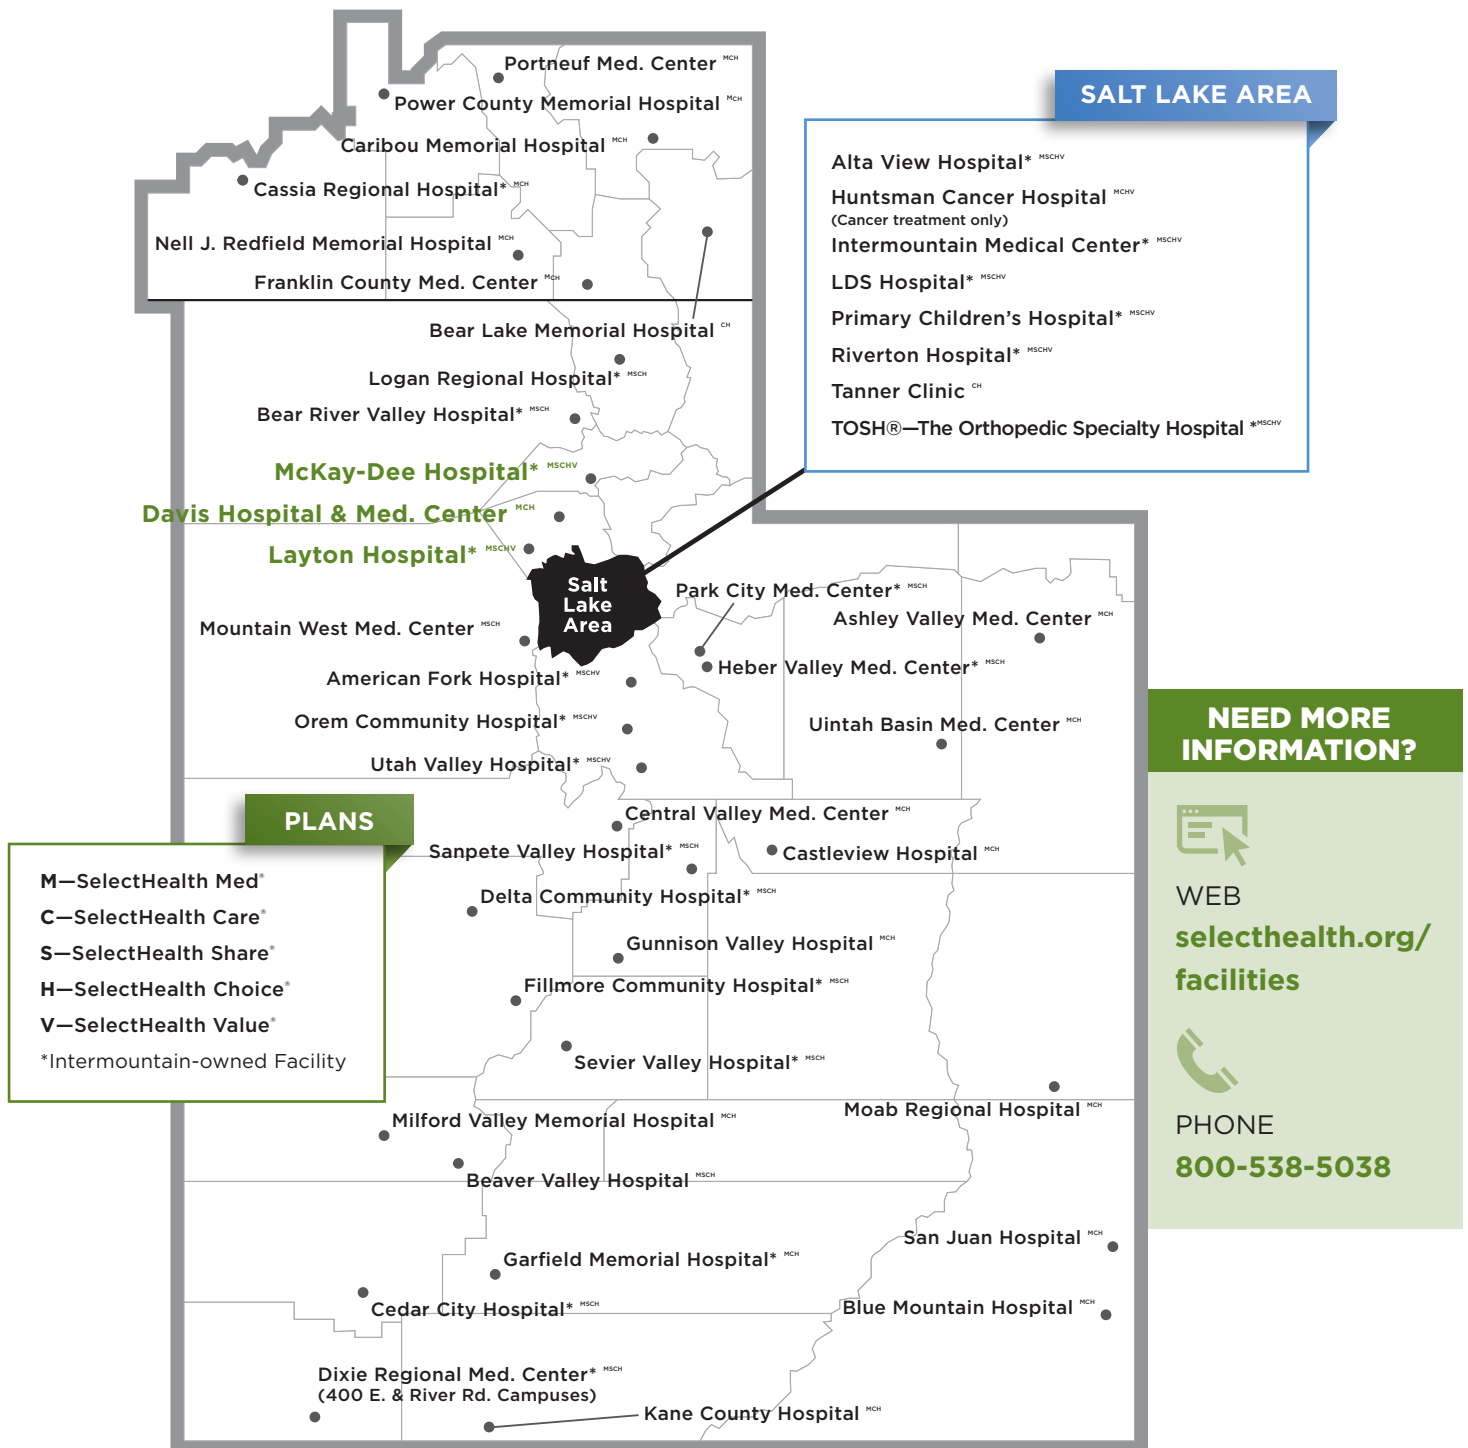 Portneuf Med. Center MCH
Power County Memorial Hospital MCH
Caribou Memorial Hospital MCH
Cassia Regional Hospital* MCH
Nell J. Redfield Memorial Hospital MCH
Franklin County Med. Center MCH
Bear Lake Memorial Hospital CH
Logan Regional Hospital* MSCH
Bear River Valley Hospital* MSCH
McKay-Dee Hospital* MSCHV
Davis Hospital & Med. Center MCH
Layton Hospital* MSCHV
Salt
Lake
Area
SALT LAKE AREA
Alta View Hospital* MSCHV
Huntsman Cancer Hospital MCHV
(Cancer treatment only)
Intermountain Medical Center* MSCHV
LDS Hospital* MSCHV
Primary Children's Hospital* MSCHV
Riverton Hospital* MSCHV
Tanner Clinic CH
TOSH®—The Orthopedic Specialty Hospital *MSCHV
Park City Med. Center* MSCH
Ashley Valley Med. Center MCH
Mountain West Med. Center MSCH
Heber Valley Med. Center* MSCH
American Fork Hospital* MSCHV
Orem Community Hospital* MSCHV
Uintah Basin Med. Center MCH
Utah Valley Hospital* MSCHV
Central Valley Med. Center MCH
Sanpete Valley Hospital* MSCH
Castleview Hospital MCH
Delta Community Hospital* MSCH
Gunnison Valley Hospital MCH
Fillmore Community Hospital* MSCH
Sevier Valley Hospital* MSCH
Moab Regional Hospital MCH
Milford Valley Memorial Hospital MCH
Beaver Valley Hospital MSCH
San Juan Hospital MCH
Garfield Memorial Hospital* MCH
Cedar City Hospital* MSCH
Blue Mountain Hospital MCH
Dixie Regional Med. Center* MSCH
(400 E. & River Rd. Campuses)
Kane County Hospital MCH
PLANS
M—SelectHealth Med®
C—SelectHealth Care®
S—SelectHealth Share®
H—SelectHealth Choice®
V—SelectHealth Value®
*Intermountain-owned Facility
NEED MORE
INFORMATION?
WEB
selecthealth.org/
facilities
PHONE
800-538-5038